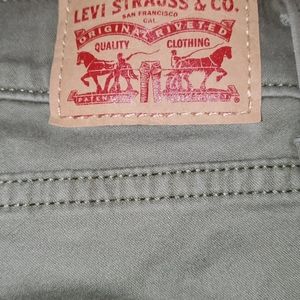 LEVI STRAUSS & CO.
SAN FRANCISCO
CAL.
ORIGINAL RIVETED
QUALITY CLOTHING